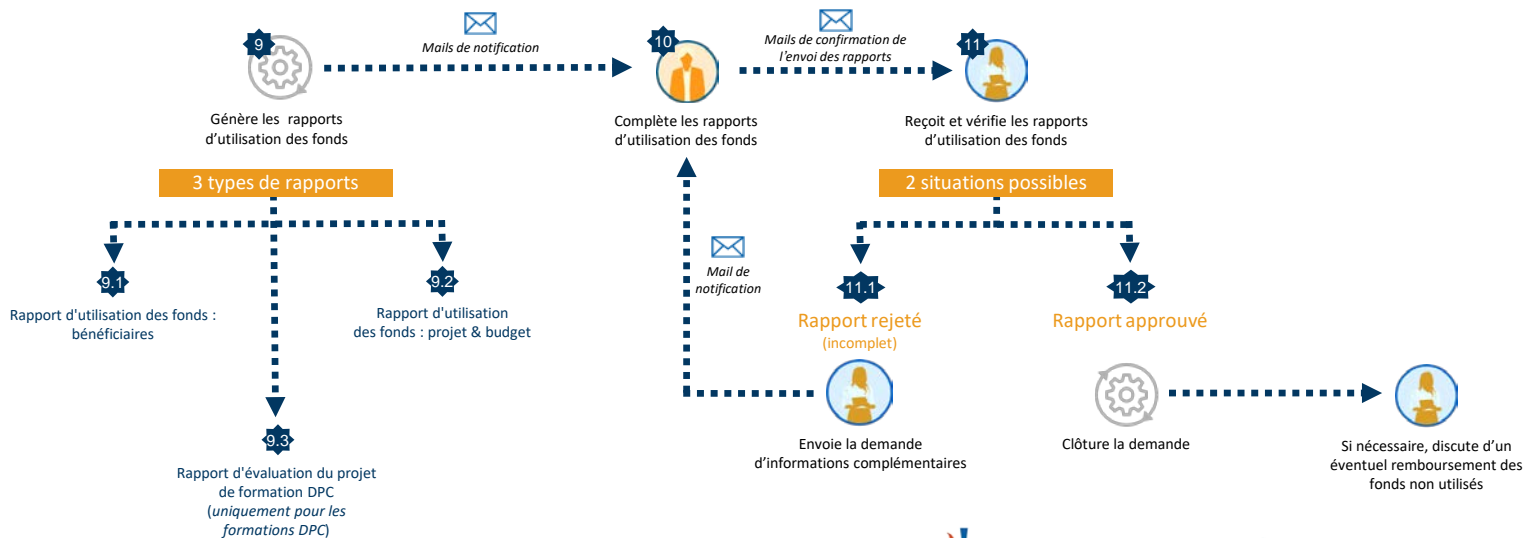 9
Mails de notification
10
Mails de confirmation de
l'envoi des rapports
11
Génère les rapports
d'utilisation des fonds
Complète les rapports
d'utilisation des fonds
Reçoit et vérifie les rapports
d'utilisation des fonds
3 types de rapports
2 situations possibles
9.1
Rapport d'utilisation des fonds :
bénéficiaires
9.2
Rapport d'utilisation
des fonds : projet & budget
9.3
Rapport d'évaluation du projet
de formation DPC
(uniquement pour les
formations DPC)
Mail de
notification
11.1
Rapport rejeté
(incomplet)
Envoie la demande
d'informations complémentaires
11.2
Rapport approuvé
Clôture la demande
Si nécessaire, discute d'un
éventuel remboursement des
fonds non utilisés